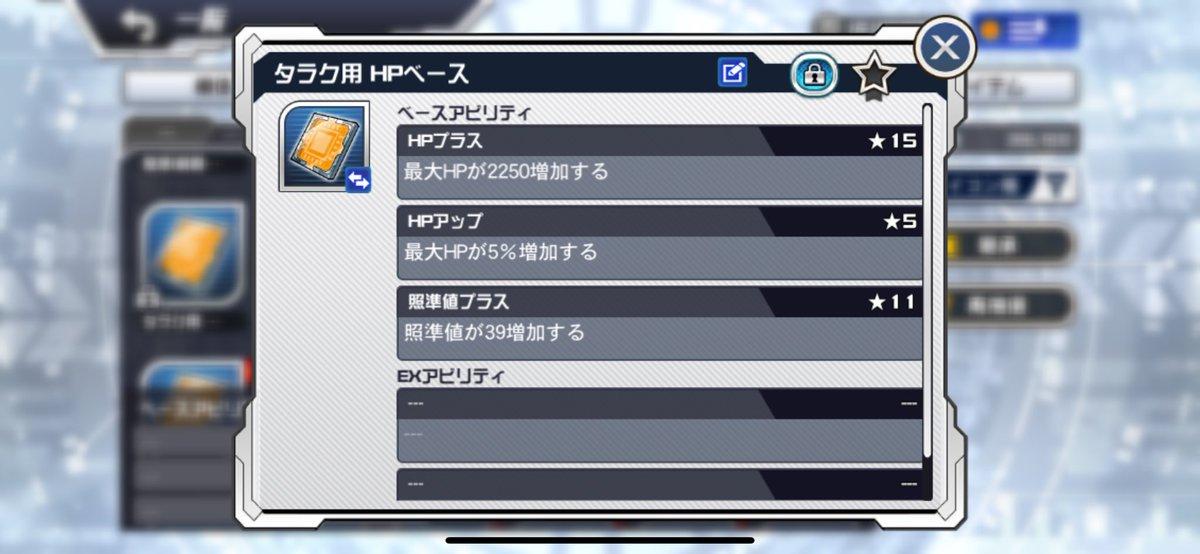 タラク用 HPベース
ベースアビリティ
HPプラス ★15
最大HPが2250増加する
HPアップ ★5
最大HPが5%増加する
照準値プラス ★11
照準値が39増加する
EXアビリティ
--- ---
---
--- ---